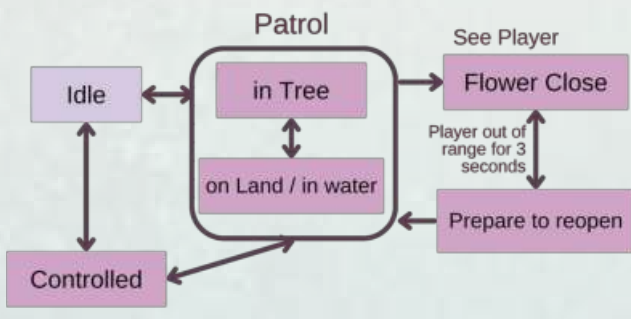 Patrol
See Player
Idle
in Tree
Flower Close
Player out of
range for 3
seconds
on Land / in water
Prepare to reopen
Controlled